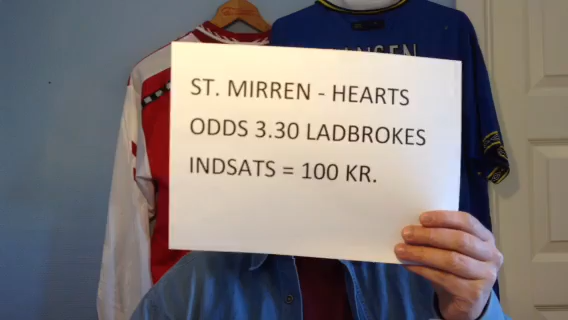 ST. MIRREN - HEARTS
ODDS 3.30 LADBROKES
INDSATS = 100 KR.